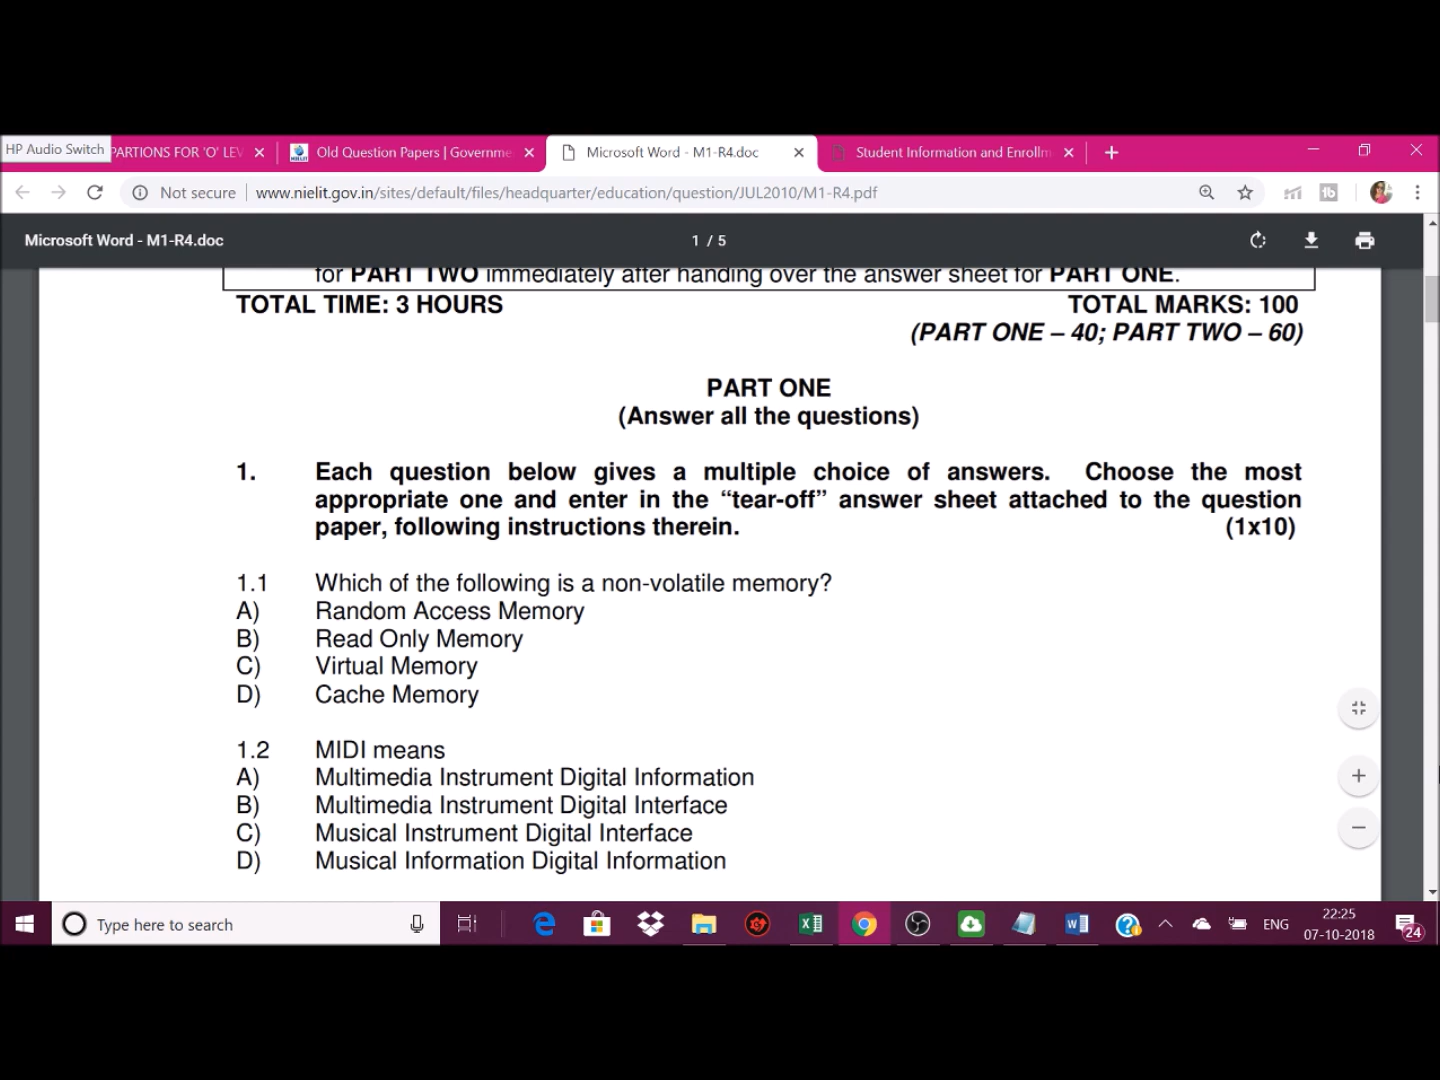 HP Audio Switch
PARTIONS FOR 'O' LEV
Old Question Papers | Governme
Microsoft Word - M1-R4.doc
Student Information and Enrollm
Not secure
www.nielit.gov.in/sites/default/files/headquarter/education/question/JUL2010/M1-R4.pdf
Microsoft Word - M1-R4.doc
1 / 5
for PART TWO immediately after handing over the answer sheet for PART ONE.
TOTAL TIME: 3 HOURS TOTAL MARKS: 100
(PART ONE – 40; PART TWO – 60)
PART ONE
(Answer all the questions)
1. Each question below gives a multiple choice of answers. Choose the most
appropriate one and enter in the “tear-off” answer sheet attached to the question
paper, following instructions therein. (1x10)
1.1 Which of the following is a non-volatile memory?
A) Random Access Memory
B) Read Only Memory
C) Virtual Memory
D) Cache Memory
1.2 MIDI means
A) Multimedia Instrument Digital Information
B) Multimedia Instrument Digital Interface
C) Musical Instrument Digital Interface
D) Musical Information Digital Information
Type here to search
ENG
22:25
07-10-2018
24